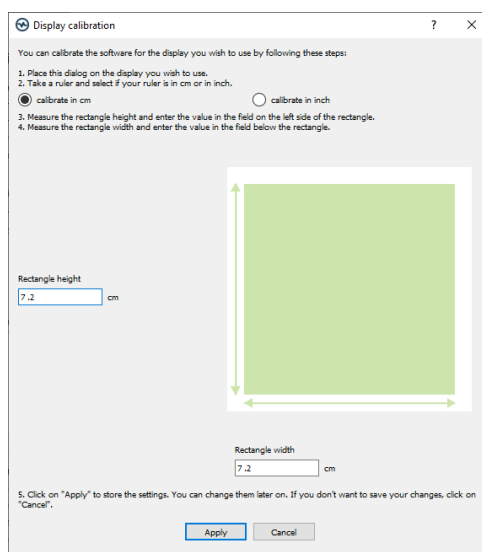 Display calibration
You can calibrate the software for the display you wish to use by following these steps:
1. Place this dialog on the display you wish to use.
2. Take a ruler and select if your ruler is in cm or in inch.
calibrate in cm
calibrate in inch
3. Measure the rectangle height and enter the value in the field on the left side of the rectangle.
4. Measure the rectangle width and enter the value in the field below the rectangle.
Rectangle height
7.2 cm
Rectangle width
7.2 cm
5. Click on "Apply" to store the settings. You can change them later on. If you don't want to save your changes, click on
"Cancel".
Apply
Cancel